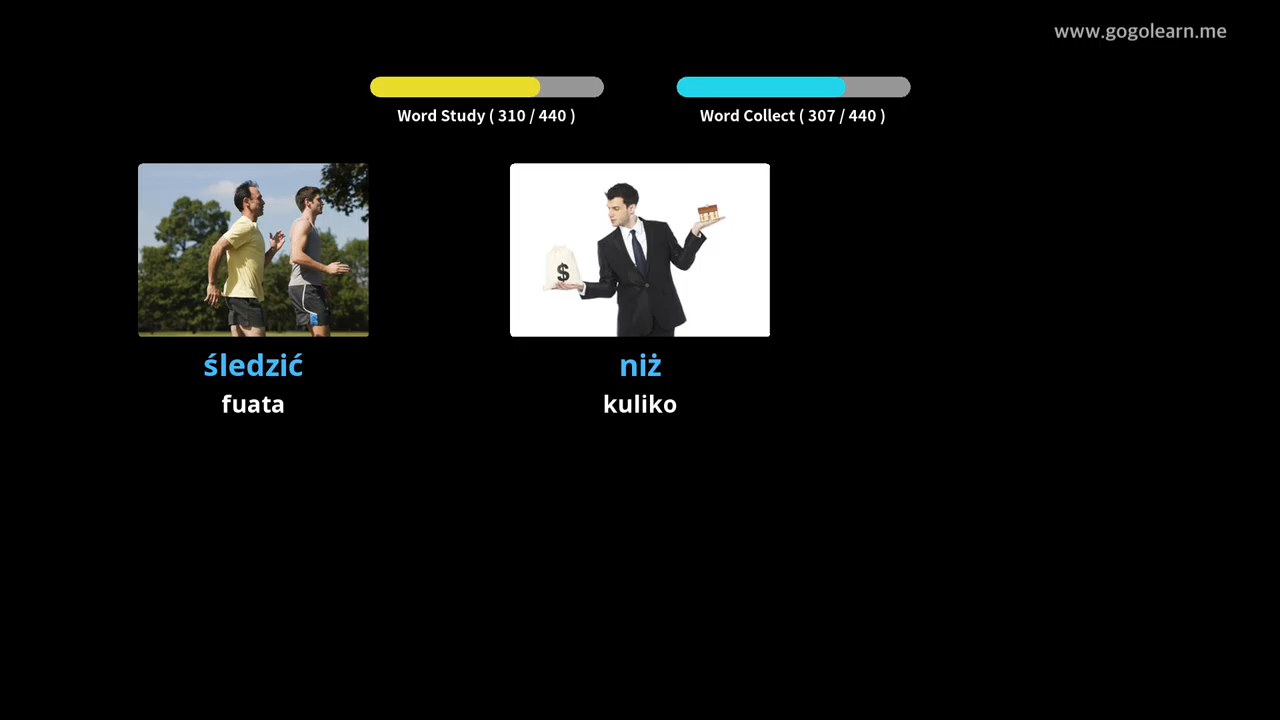 www.gogolearn.me
Word Study ( 310 / 440 )
Word Collect ( 307 / 440 )
$
śledzić
fuata
niż
kuliko